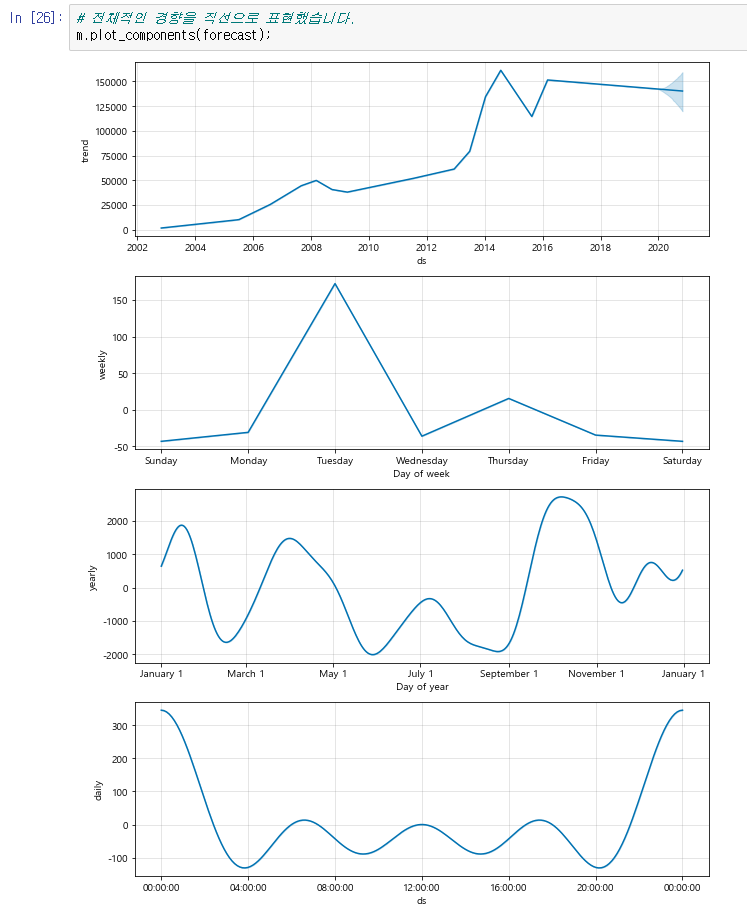 In [26]:
# 전체적인 경향을 직선으로 표현했습니다.
m.plot_components(forecast);
150000
125000
100000
75000
50000
25000
0
trend
2002 2004 2006 2008 2010 2012 2014 2016 2018 2020
ds
150
100
50
0
-50
weekly
Sunday Monday Tuesday Wednesday Thursday Friday Saturday
Day of week
2000
1000
0
-1000
-2000
yearly
January 1 March 1 May 1 July 1 September 1 November 1 January 1
Day of year
300
200
100
0
-100
daily
00:00:00 04:00:00 08:00:00 12:00:00 16:00:00 20:00:00 00:00:00
ds